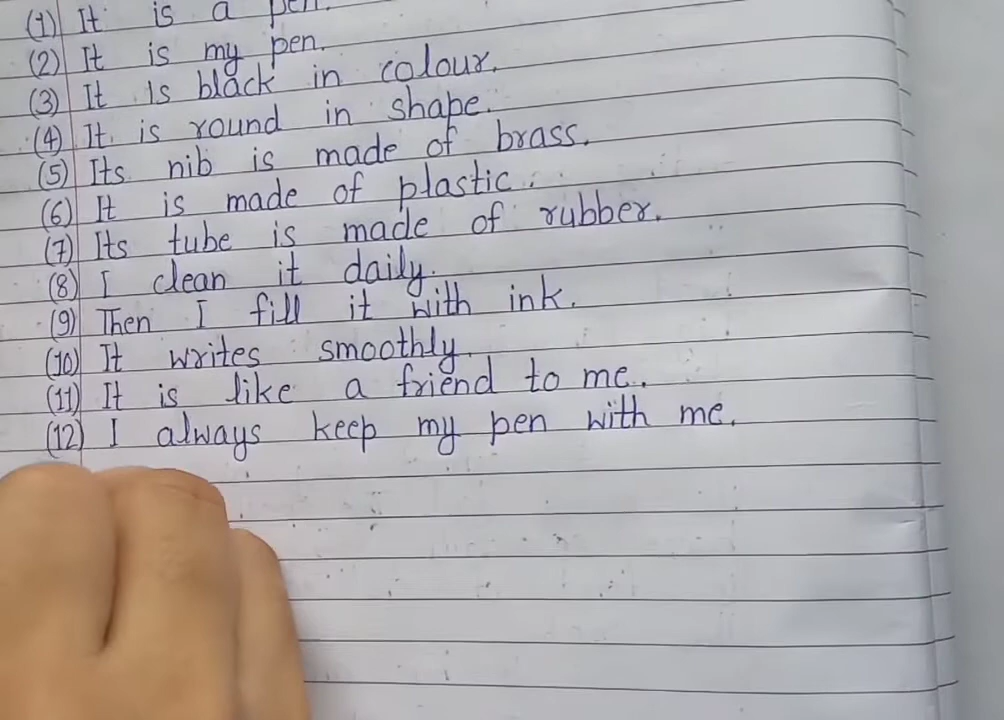 (1) It is a pen.
(2) It is my pen.
(3) It is black in colour.
(4) It is round in shape.
(5) Its nib is made of brass.
(6) It is made of plastic.
(7) Its tube is made of rubber.
(8) I clean it daily.
(9) Then I fill it with ink.
(10) It writes smoothly.
(11) It is like a friend to me.
(12) I always keep my pen with me.